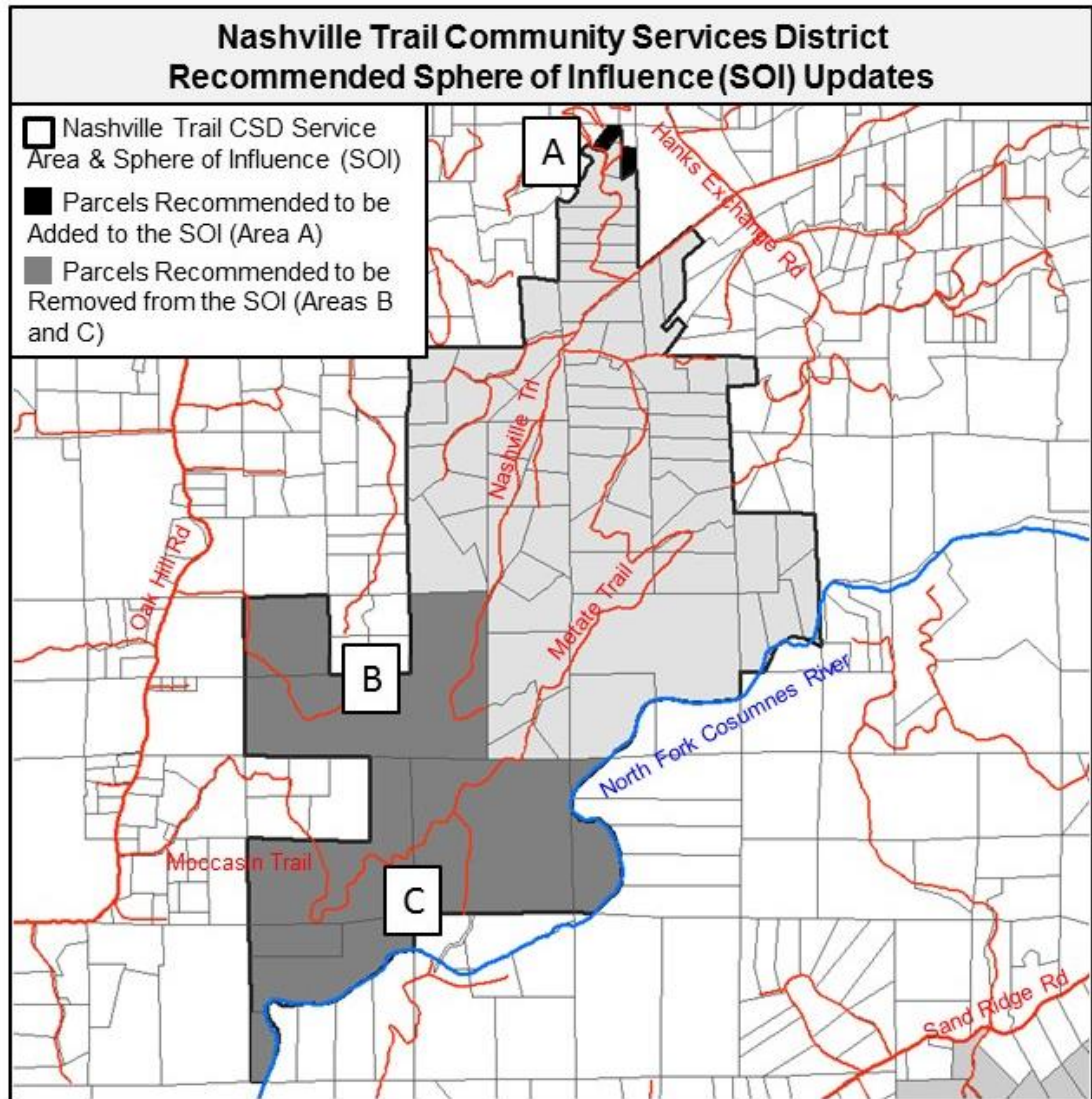 Nashville Trail Community Services District
Recommended Sphere of Influence (SOI) Updates
Nashville Trail CSD Service
Area & Sphere of Influence (SOI)
Parcels Recommended to be
Added to the SOI (Area A)
Parcels Recommended to be
Removed from the SOI (Areas B
and C)
A
Hanks Exchange Rd
Nashville Trl
Oak Hill Rd
Metate Trail
B
North Fork Cosumnes River
Moccasin Trail
C
Sand Ridge Rd